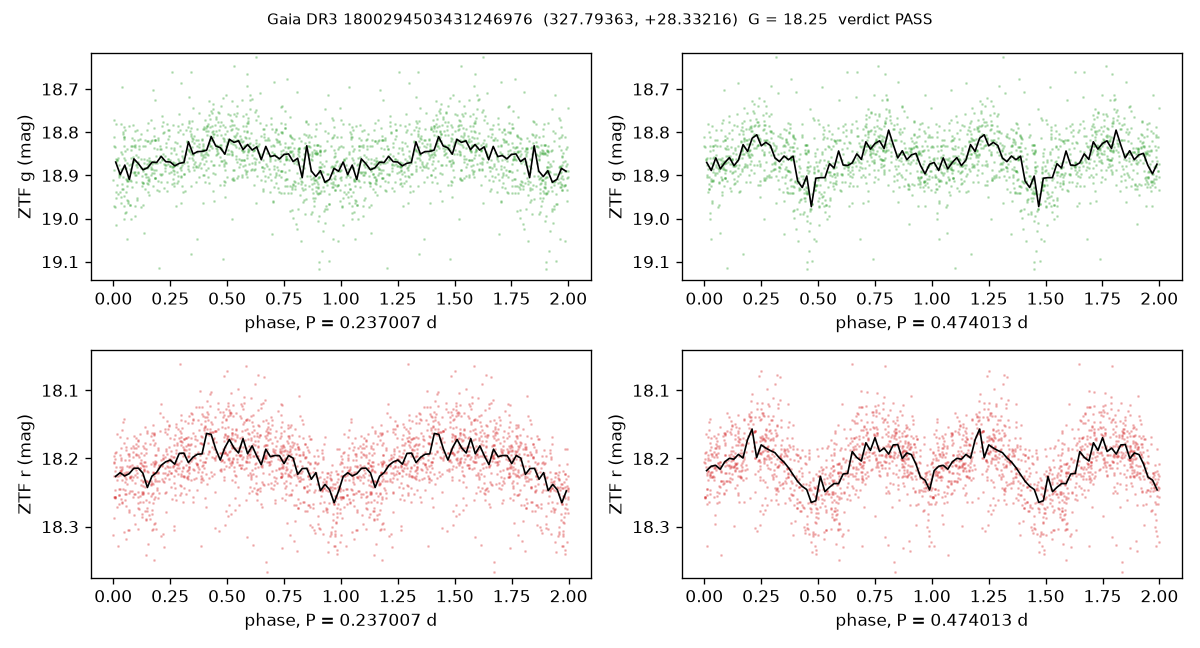 Gaia DR3 1800294503431246976  (327.79363, +28.33216)  G = 18.25  verdict PASS
ZTF g (mag)
18.7
18.8
18.9
19.0
19.1
0.00 0.25 0.50 0.75 1.00 1.25 1.50 1.75 2.00
phase, P = 0.237007 d
ZTF g (mag)
18.7
18.8
18.9
19.0
19.1
0.00 0.25 0.50 0.75 1.00 1.25 1.50 1.75 2.00
phase, P = 0.474013 d
ZTF r (mag)
18.1
18.2
18.3
0.00 0.25 0.50 0.75 1.00 1.25 1.50 1.75 2.00
phase, P = 0.237007 d
ZTF r (mag)
18.1
18.2
18.3
0.00 0.25 0.50 0.75 1.00 1.25 1.50 1.75 2.00
phase, P = 0.474013 d